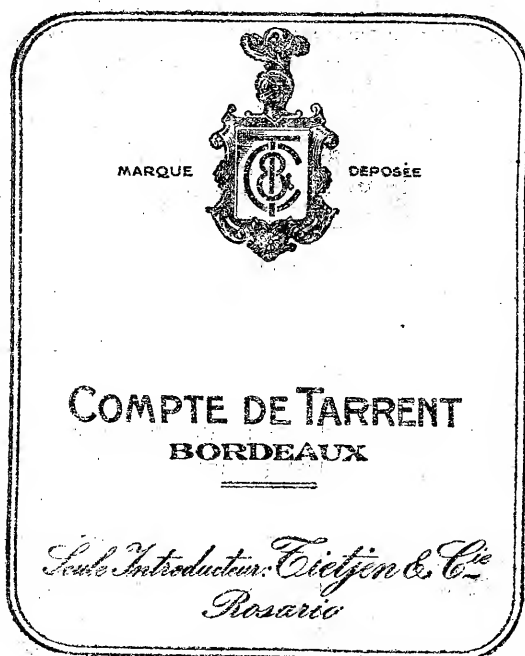 MARQUE DEPOSÉE
COMPTE DE TARRENT
BORDEAUX
Seule Introducteur: Tietjen & Cie
Rosario